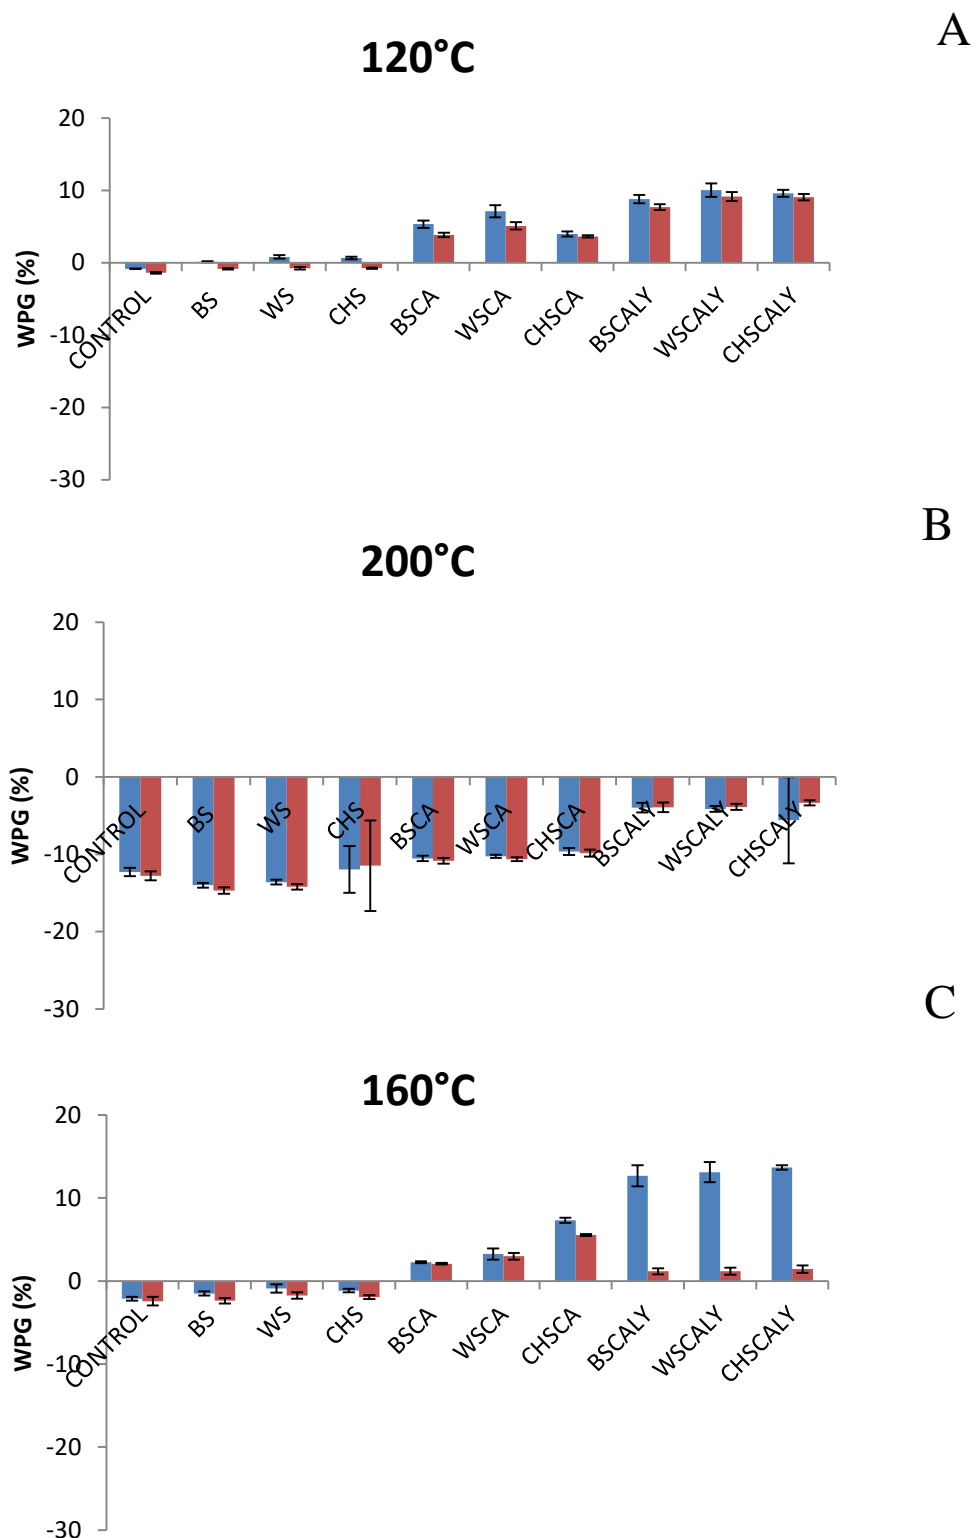 A
120°C
20
10
0
-10
-20
-30
WPG (%)
CONTROL
BS
WS
CHS
BSCA
WSCA
CHSCA
BSCALY
WSCALY
CHSCALY
B
200°C
20
10
0
-10
-20
-30
WPG (%)
CONTROL
BS
WS
CHS
BSCA
WSCA
CHSCA
BSCALY
WSCALY
CHSCALY
C
160°C
20
10
0
-10
-20
-30
WPG (%)
CONTROL
BS
WS
CHS
BSCA
WSCA
CHSCA
BSCALY
WSCALY
CHSCALY